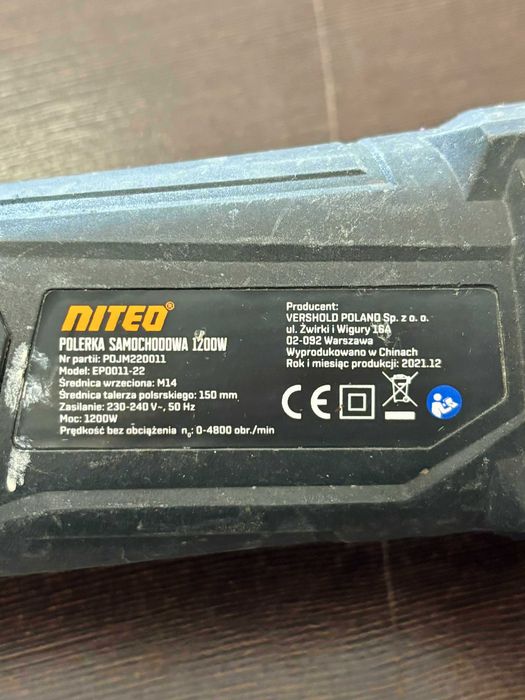 NITEO®
POLERKA SAMOCHODOWA 1200W
Nr partii: POJM220011
Model: EP0011-22
Średnica wrzeciona: M14
Średnica talerza polsrskiego: 150 mm
Zasilanie: 230-240 V~, 50 Hz
Moc: 1200W
Prędkość bez obciążenia n₀: 0-4800 obr./min
Producent:
VERSHOLD POLAND Sp. z o. o.
ul. Żwirki i Wigury 16A
02-092 Warszawa
Wyprodukowano w Chinach
Rok i miesiąc produkcji: 2021.12
CE